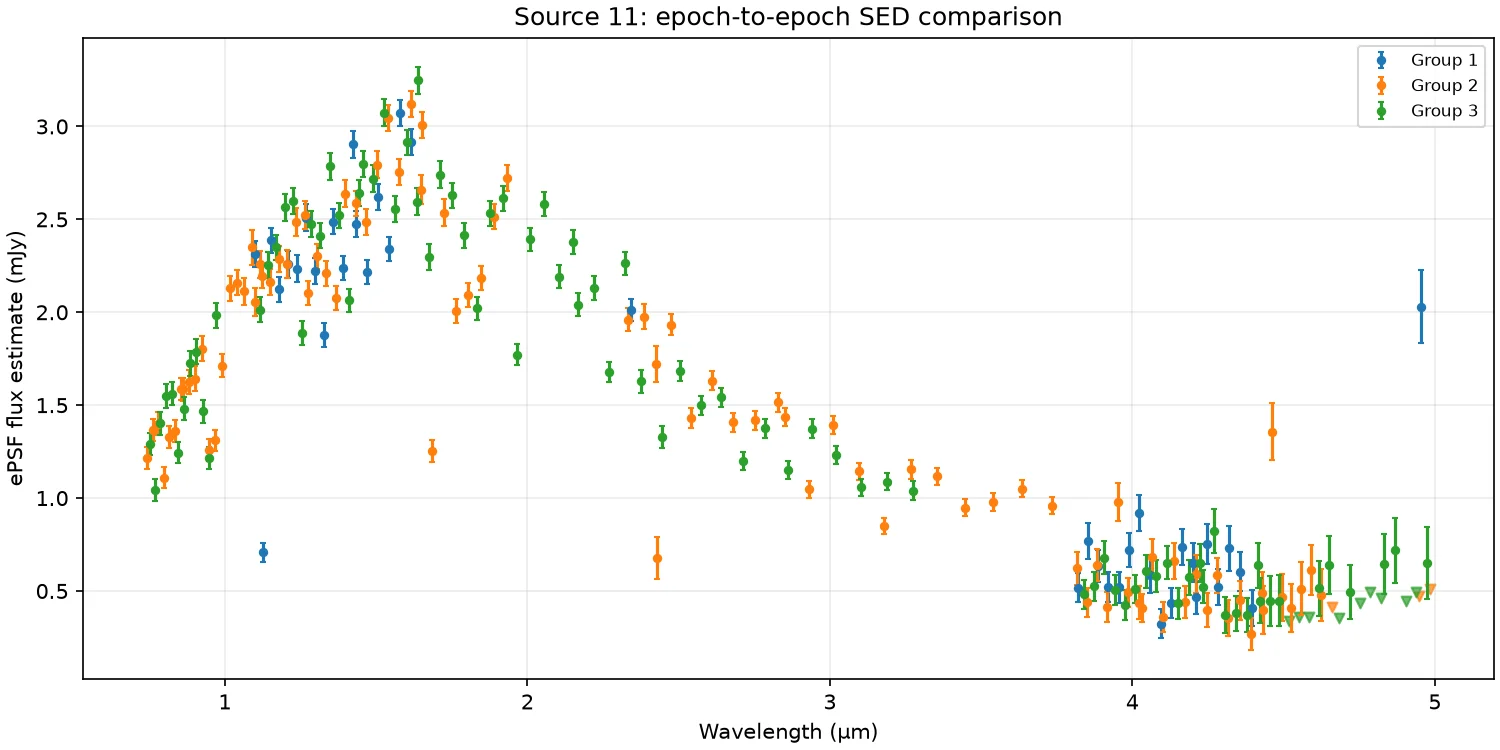 Source 11: epoch-to-epoch SED comparison
Group 1
Group 2
Group 3
ePSF flux estimate (mJy)
3.0
2.5
2.0
1.5
1.0
0.5
1 2 3 4 5
Wavelength (µm)